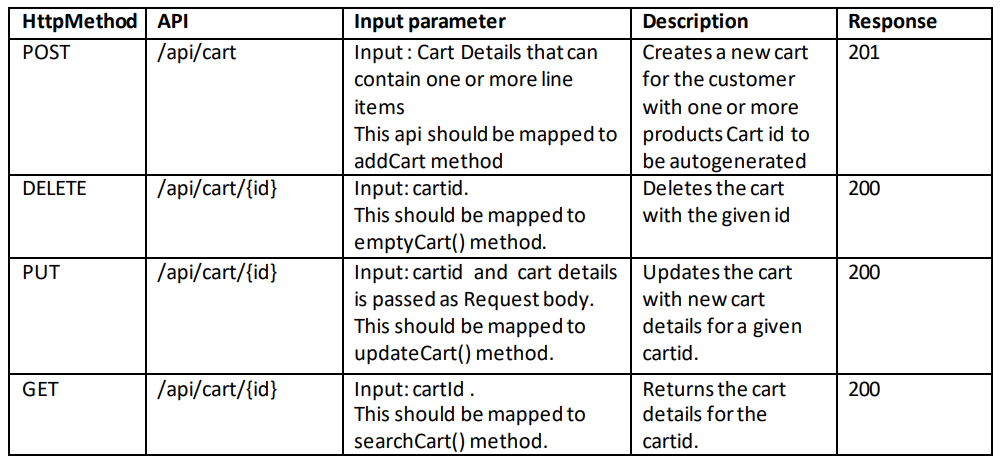 HttpMethod API Input parameter Description Response
POST /api/cart Input : Cart Details that can contain one or more line items This api should be mapped to addCart method Creates a new cart for the customer with one or more products Cart id to be autogenerated 201
DELETE /api/cart/{id} Input: cartid. This should be mapped to emptyCart() method. Deletes the cart with the given id 200
PUT /api/cart/{id} Input: cartid and cart details is passed as Request body. This should be mapped to updateCart() method. Updates the cart with new cart details for a given cartid. 200
GET /api/cart/{id} Input: cartId . This should be mapped to searchCart() method. Returns the cart details for the cartid. 200